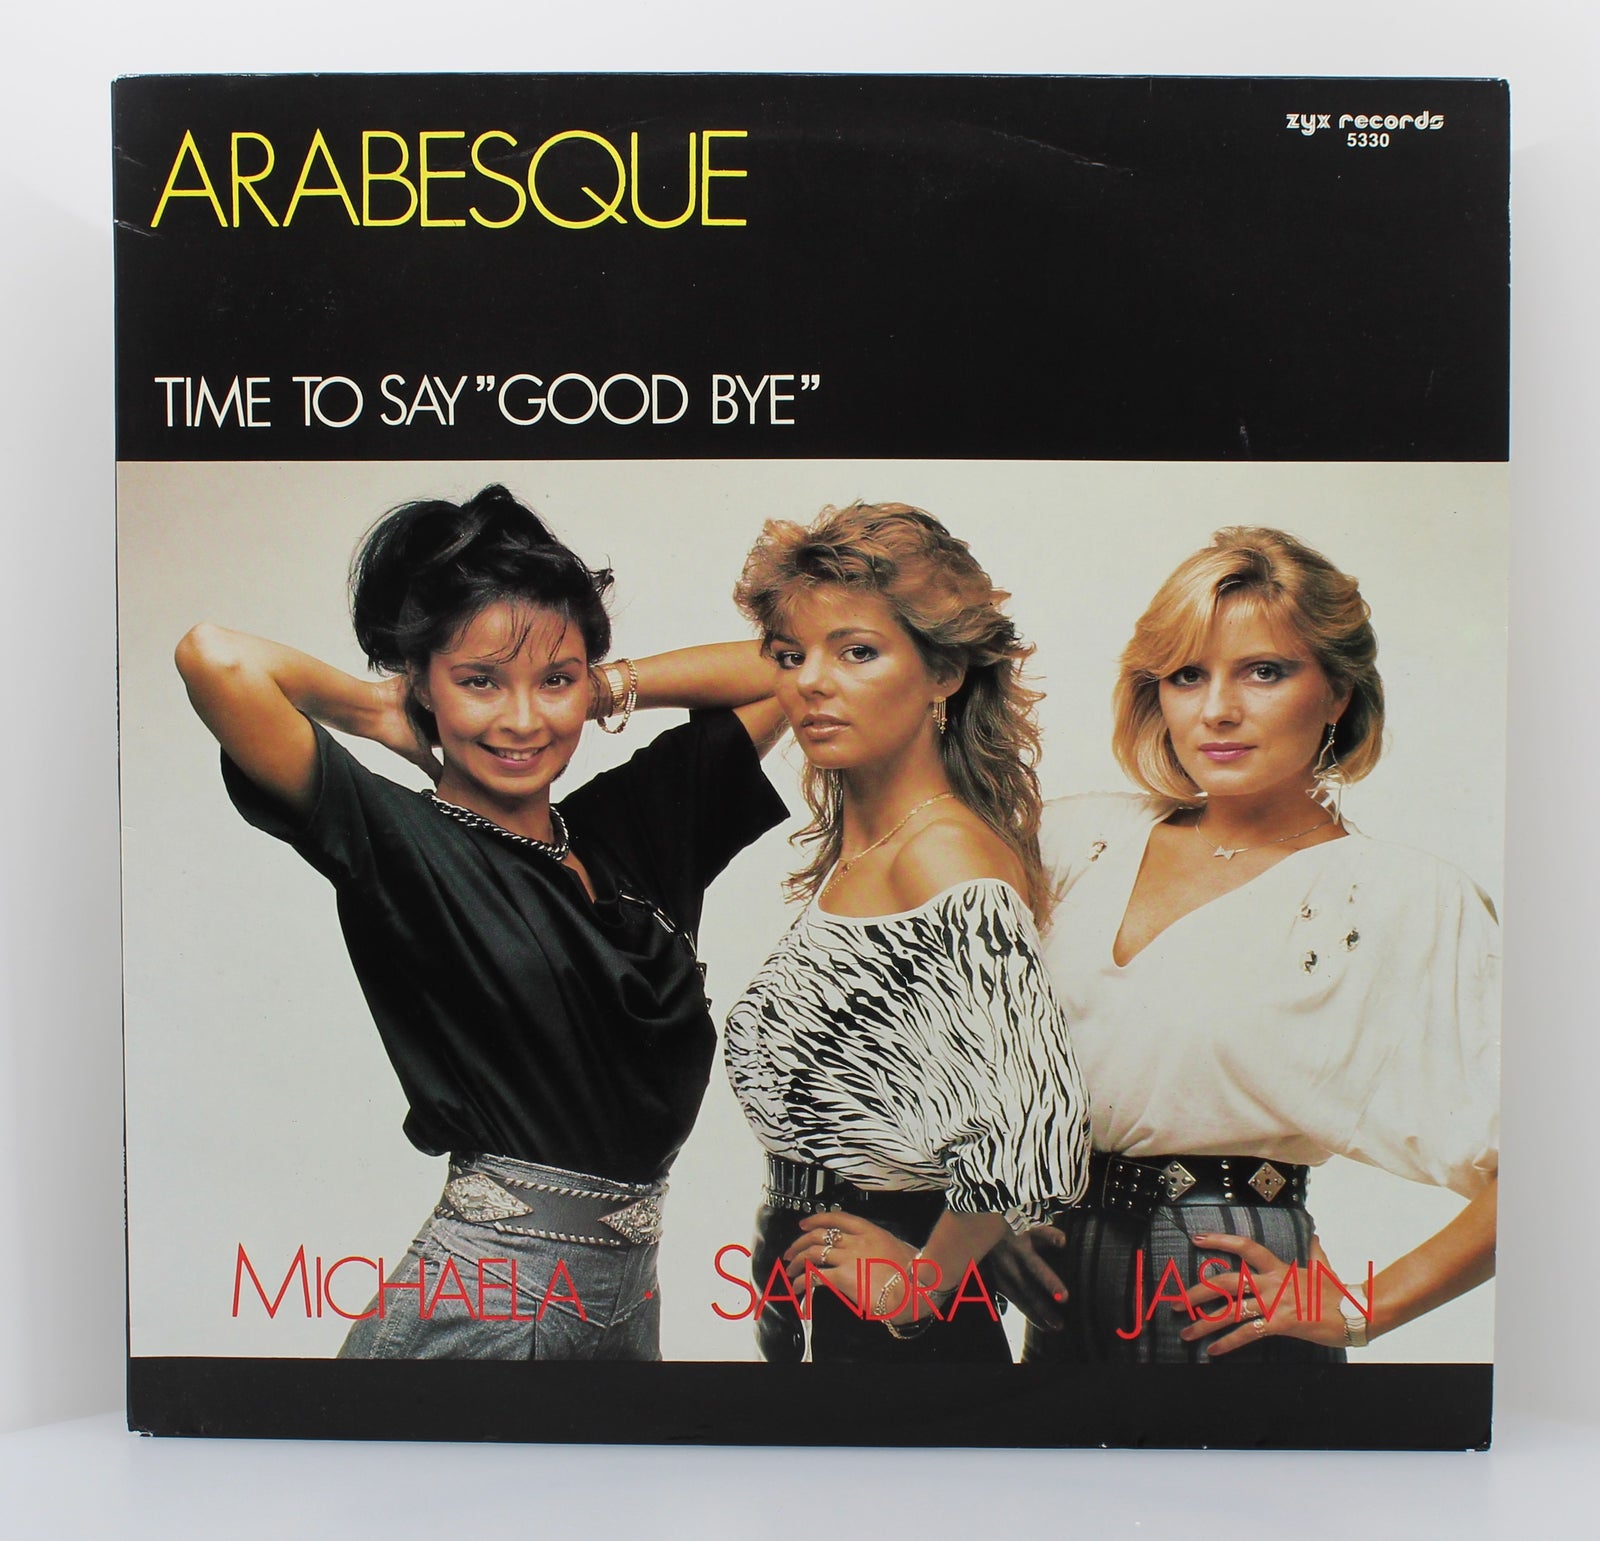 ARABESQUE
zyx records
5330
TIME TO SAY ”GOOD BYE”
MICHAELA · SANDRA · JASMIN